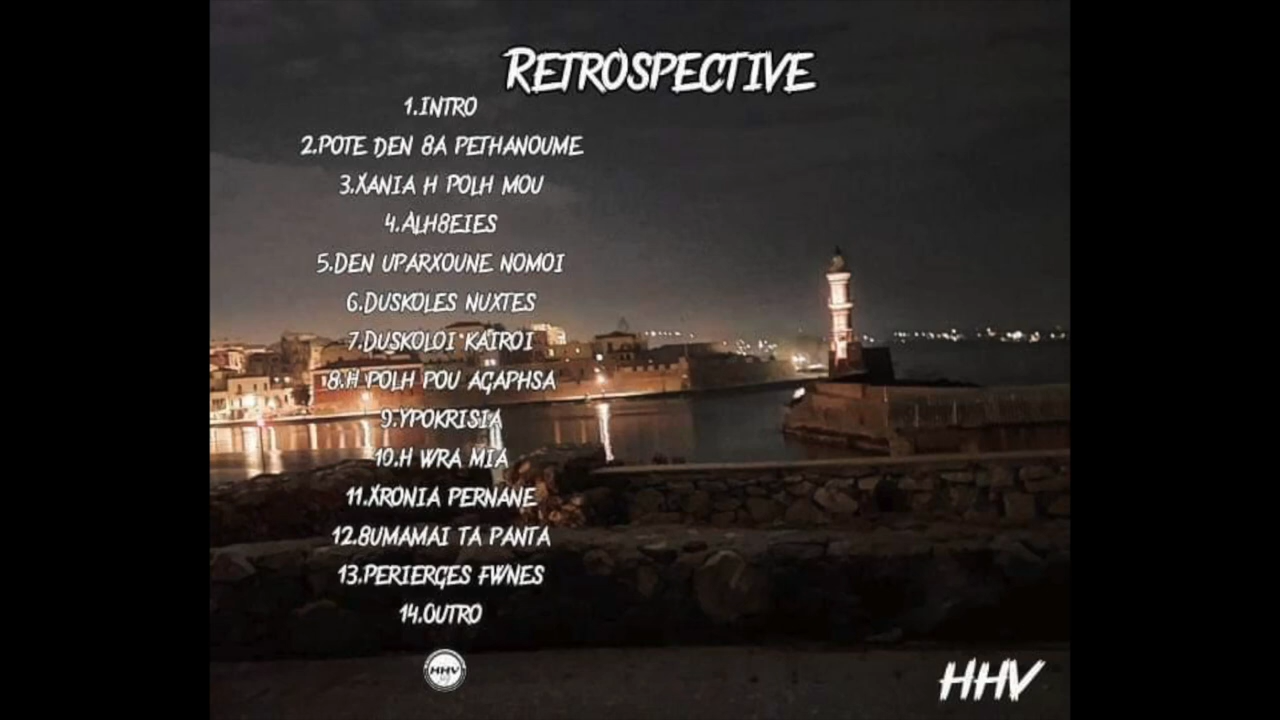 RETROSPECTIVE
1.INTRO
2.POTE DEN 8A PETHANOUME
3.XANIA H POLH MOU
4.ALH8EIES
5.DEN UPARXOUNE NOMOI
6.DUSKOLES NUXTES
7.DUSKOLOI KAIROI
8.H POLH POU AGAPHSA
9.YPOKRISIA
10.H WRA MIA
11.XRONIA PERNANE
12.8UMAMAI TA PANTA
13.PERIERGES FWNES
14.OUTRO
HHV
HHV